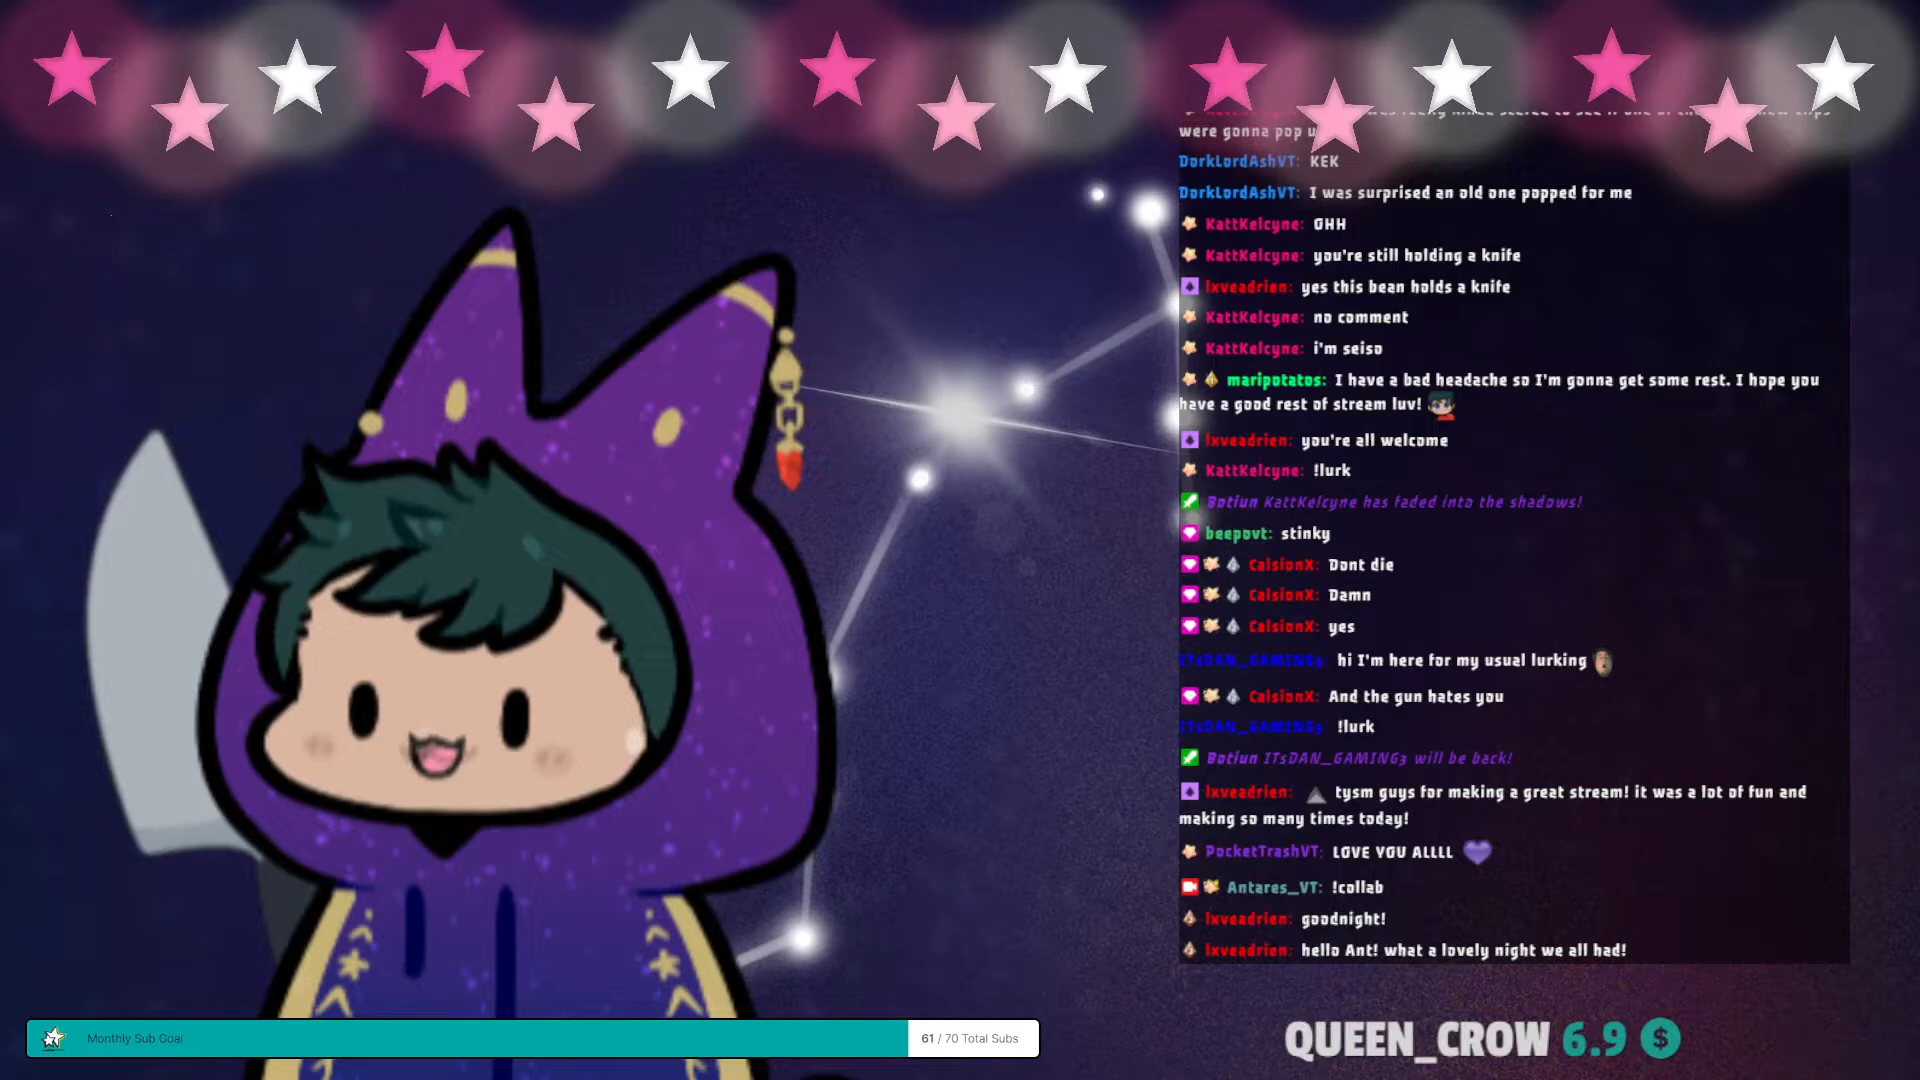 were gonna pop u
DorkLordAshVT: KEK
DorkLordAshVT: I was surprised an old one popped for me
KattKelcyne: OHH
KattKelcyne: you're still holding a knife
lxveadrien: yes this bean holds a knife
KattKelcyne: no comment
KattKelcyne: i'm seiso
maripotatos: I have a bad headache so I'm gonna get some rest. I hope you
have a good rest of stream luv!
lxveadrien: you're all welcome
KattKelcyne: !lurk
Botiun KattKelcyne has faded into the shadows!
beepovt: stinky
CalsionX: Dont die
CalsionX: Damn
CalsionX: yes
ITsDAN_GAMING3: hi I'm here for my usual lurking
CalsionX: And the gun hates you
ITsDAN_GAMING3: !lurk
Botiun ITsDAN_GAMING3 will be back!
lxveadrien: tysm guys for making a great stream! it was a lot of fun and
making so many times today!
PocketTrashVT: LOVE YOU ALLLL
Antares_VT: !collab
lxveadrien: goodnight!
lxveadrien: hello Ant! what a lovely night we all had!
Monthly Sub Goal
61 / 70 Total Subs
QUEEN_CROW 6.9 $